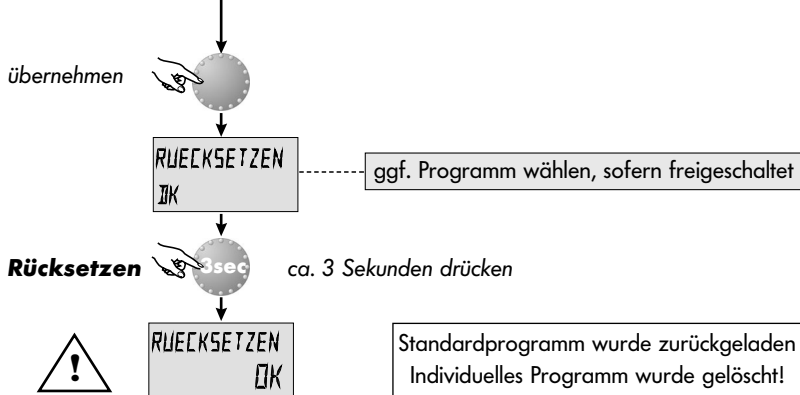 übernehmen
RUECKSETZEN
DK
ggf. Programm wählen, sofern freigeschaltet
Rücksetzen
3sec
ca. 3 Sekunden drücken
!
RUECKSETZEN
OK
Standardprogramm wurde zurückgeladen
Individuelles Programm wurde gelöscht!